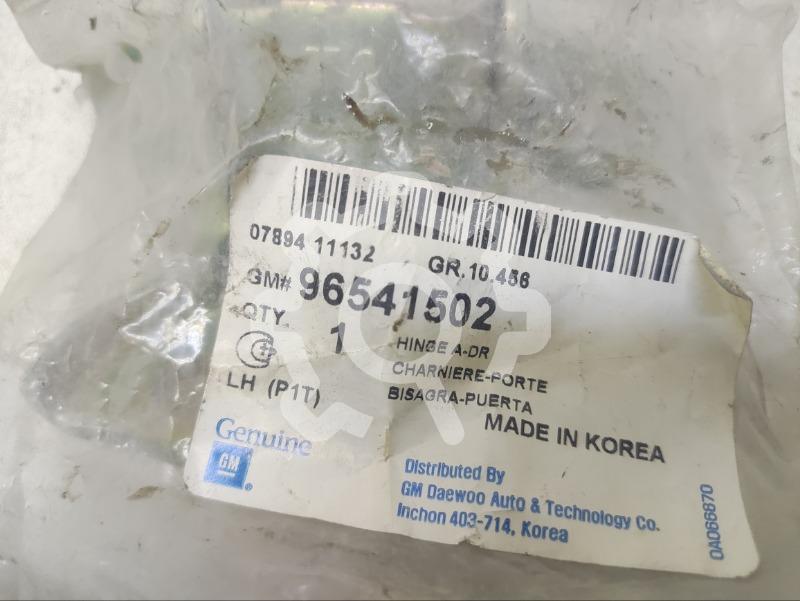 07894 11132 GR.10.456
GM# 96541502
QTY. 1
HINGE A-DR
CHARNIERE-PORTE
BISAGRA-PUERTA
LH (P1T)
MADE IN KOREA
Genuine
GM
Distributed By
GM Daewoo Auto & Technology Co.
Inchon 403-714, Korea
0A066870